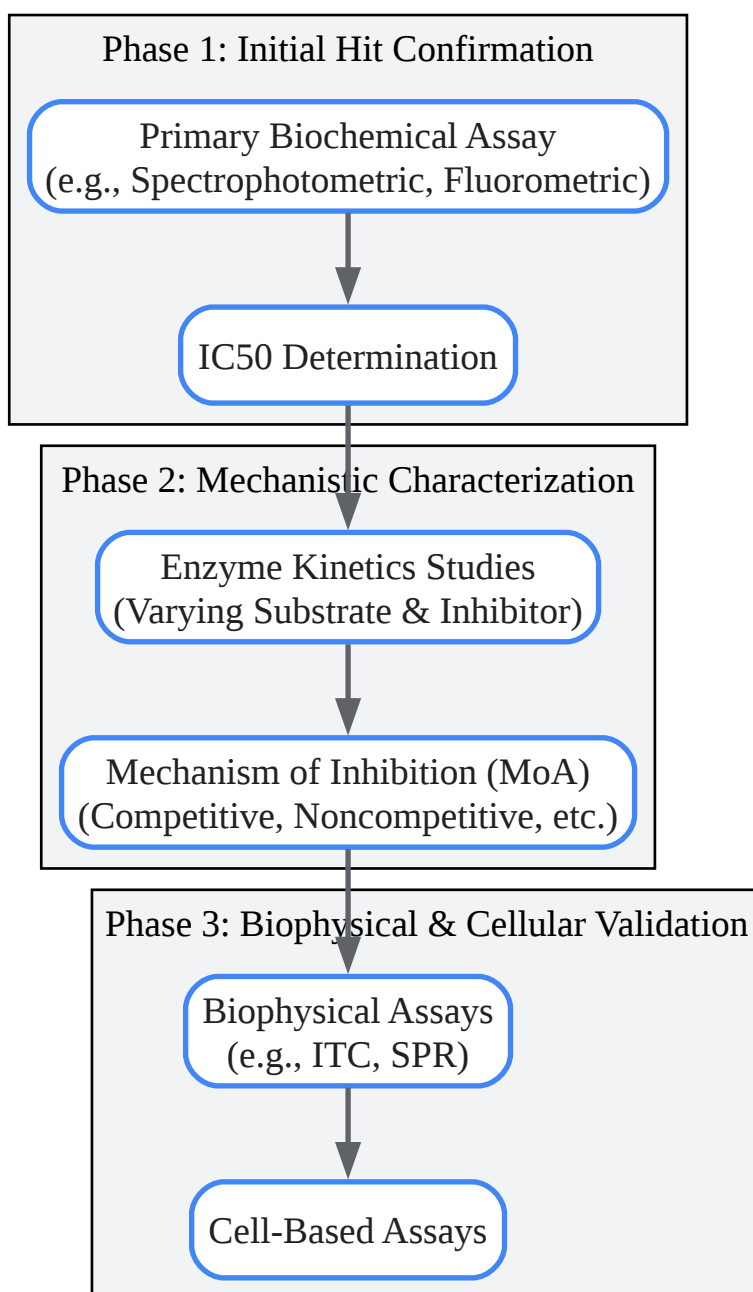 Phase 1: Initial Hit Confirmation
Primary Biochemical Assay
(e.g., Spectrophotometric, Fluorometric)
IC50 Determination
Phase 2: Mechanistic Characterization
Enzyme Kinetics Studies
(Varying Substrate & Inhibitor)
Mechanism of Inhibition (MoA)
(Competitive, Noncompetitive, etc.)
Phase 3: Biophysical & Cellular Validation
Biophysical Assays
(e.g., ITC, SPR)
Cell-Based Assays